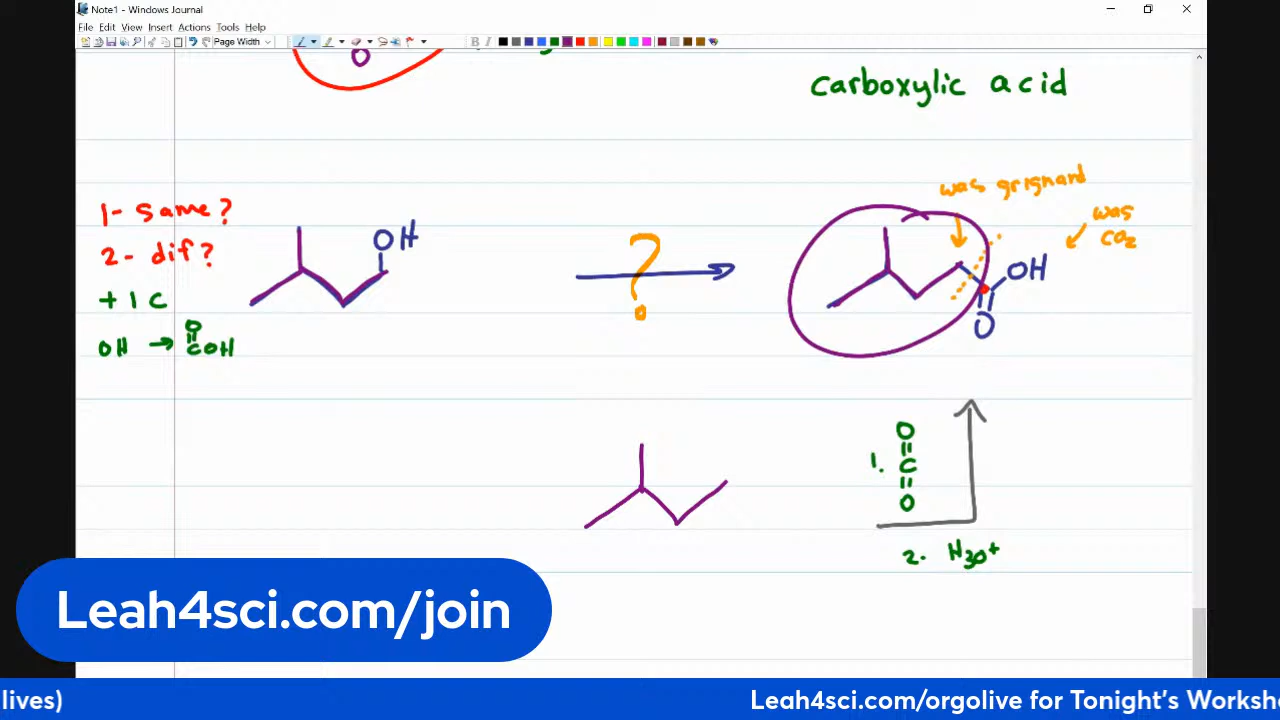 Note1 - Windows Journal
File Edit View Insert Actions Tools Help
Page Width
B I
O
carboxylic acid
was grignard
was
CO2
1- same?
2- dif?
+ 1 C
OH → O
COH
OH
?
OH
O
1. O
C
O
2. H3O+
Leah4sci.com/join
lives)
Leah4sci.com/orgolive for Tonight's Worksh